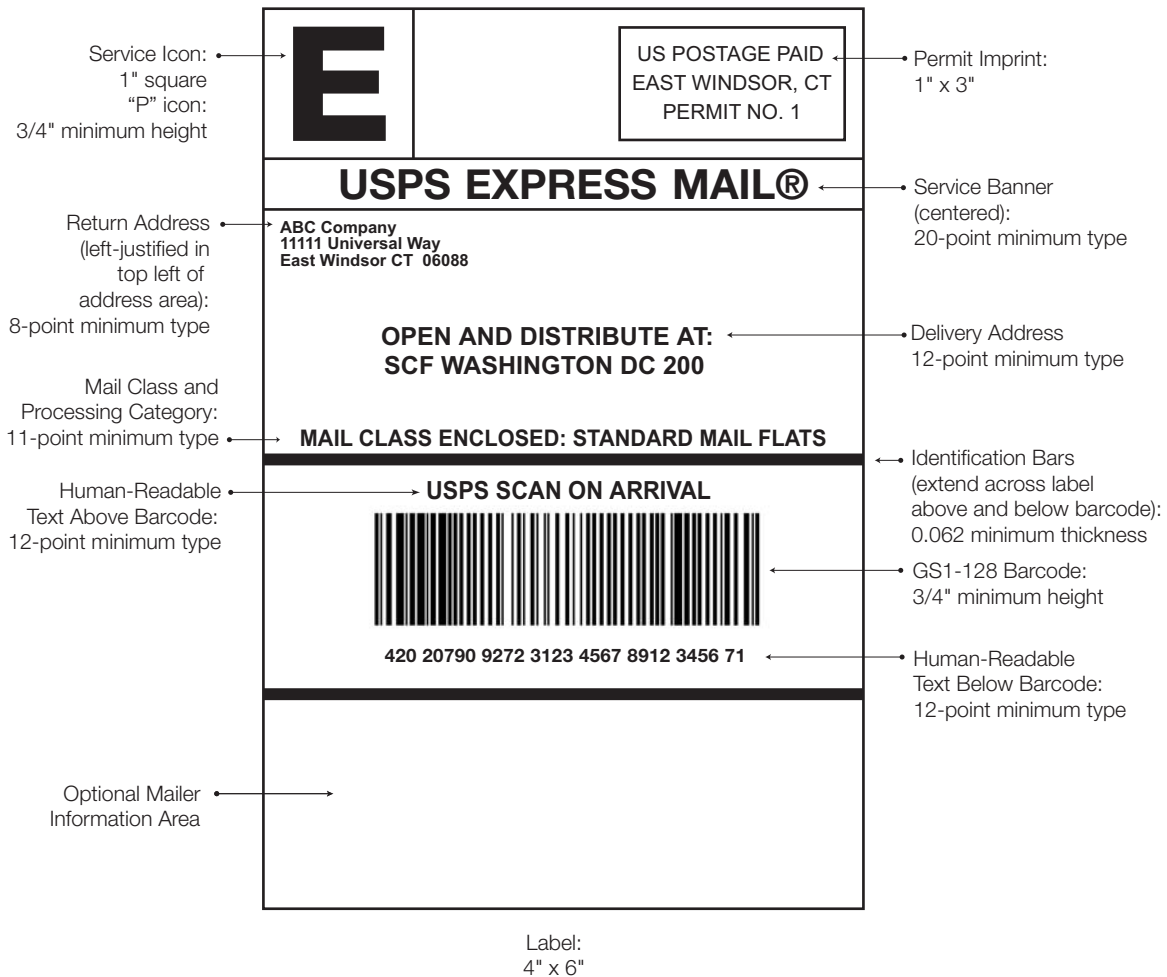 Service Icon:
1" square
“P” icon:
3/4" minimum height
E
US POSTAGE PAID
EAST WINDSOR, CT
PERMIT NO. 1
Permit Imprint:
1" x 3"
USPS EXPRESS MAIL®
Service Banner
(centered):
20-point minimum type
Return Address
(left-justified in
top left of
address area):
8-point minimum type
ABC Company
11111 Universal Way
East Windsor CT 06088
OPEN AND DISTRIBUTE AT:
SCF WASHINGTON DC 200
Delivery Address
12-point minimum type
Mail Class and
Processing Category:
11-point minimum type
MAIL CLASS ENCLOSED: STANDARD MAIL FLATS
Identification Bars
(extend across label
above and below barcode):
0.062 minimum thickness
Human-Readable
Text Above Barcode:
12-point minimum type
USPS SCAN ON ARRIVAL
GS1-128 Barcode:
3/4" minimum height
420 20790 9272 3123 4567 8912 3456 71
Human-Readable
Text Below Barcode:
12-point minimum type
Optional Mailer
Information Area
Label:
4" x 6"